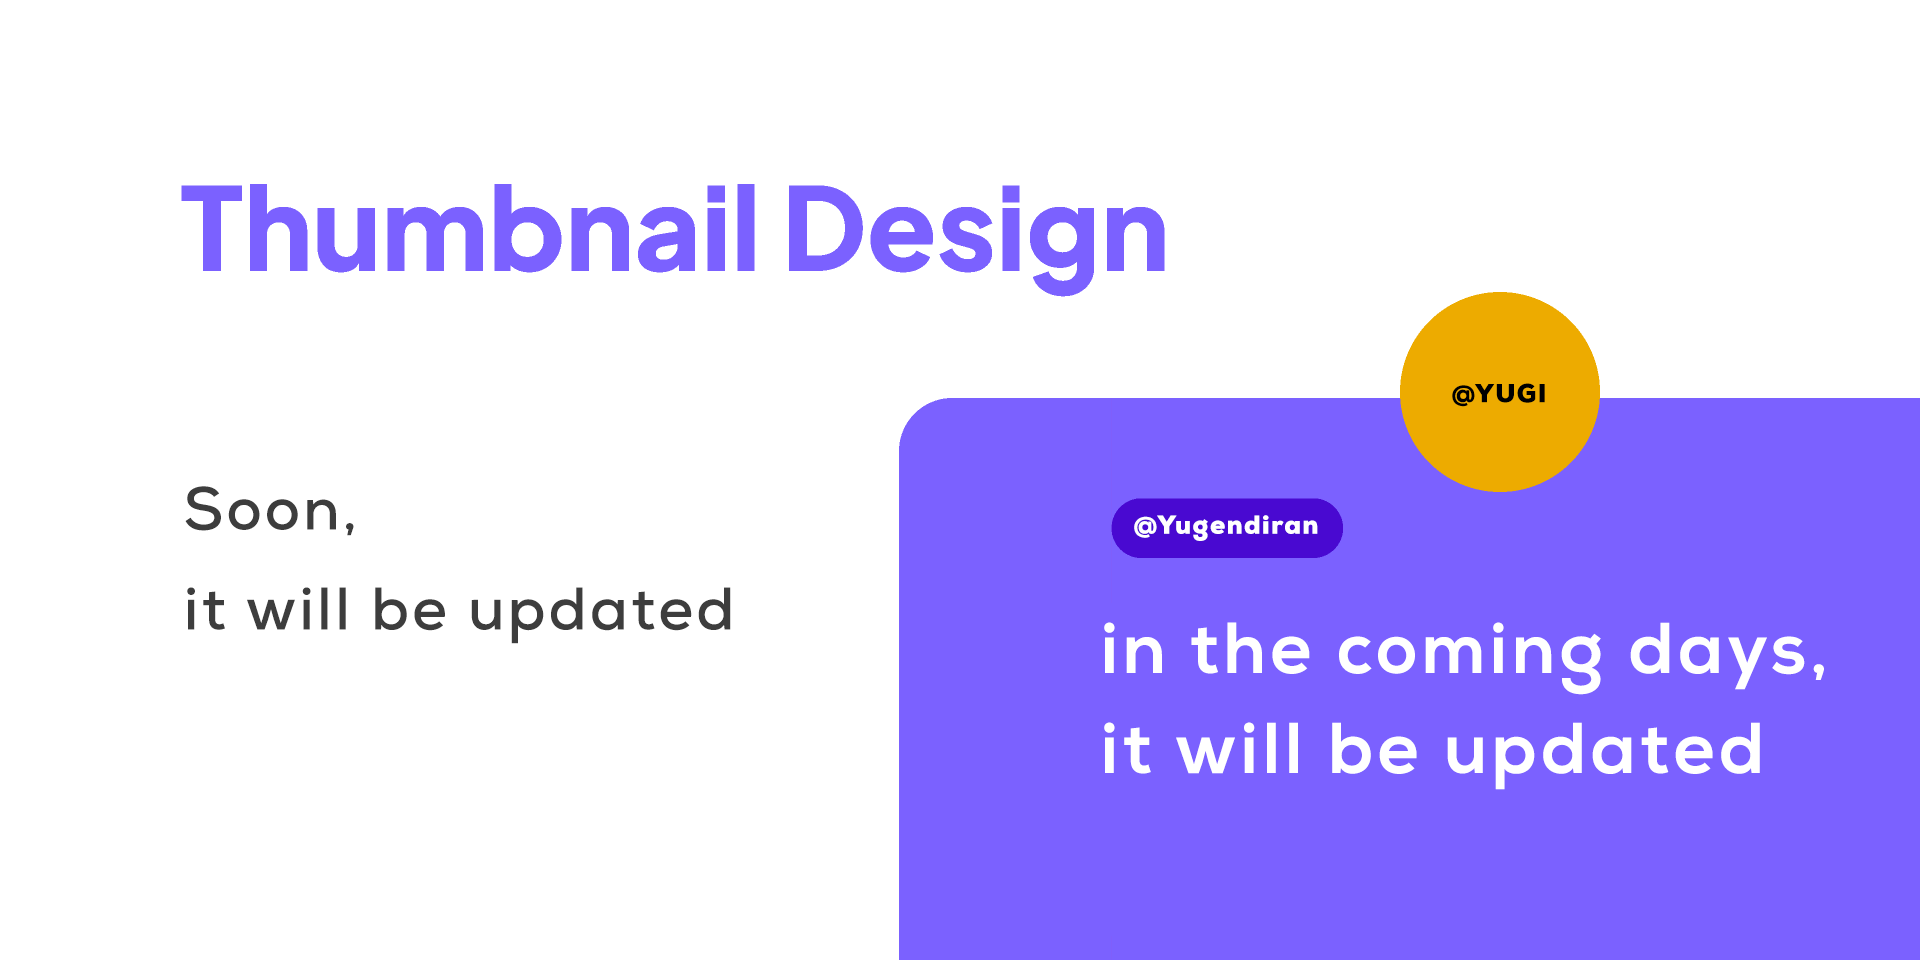 Thumbnail Design
Soon,
it will be updated
@YUGI
@Yugendiran
in the coming days,
it will be updated